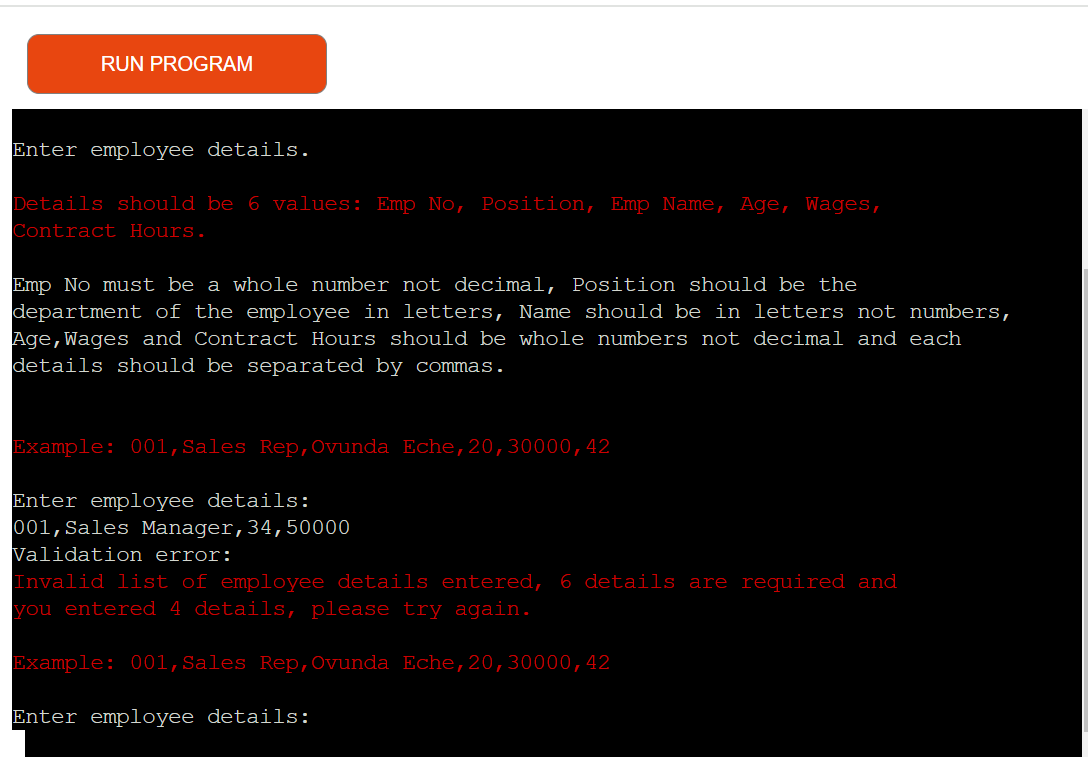 RUN PROGRAM
Enter employee details.
Details should be 6 values: Emp No, Position, Emp Name, Age, Wages,
Contract Hours.
Emp No must be a whole number not decimal, Position should be the
department of the employee in letters, Name should be in letters not numbers,
Age,Wages and Contract Hours should be whole numbers not decimal and each
details should be separated by commas.
Example: 001,Sales Rep,Ovunda Eche,20,30000,42
Enter employee details:
001,Sales Manager,34,50000
Validation error:
Invalid list of employee details entered, 6 details are required and
you entered 4 details, please try again.
Example: 001,Sales Rep,Ovunda Eche,20,30000,42
Enter employee details: